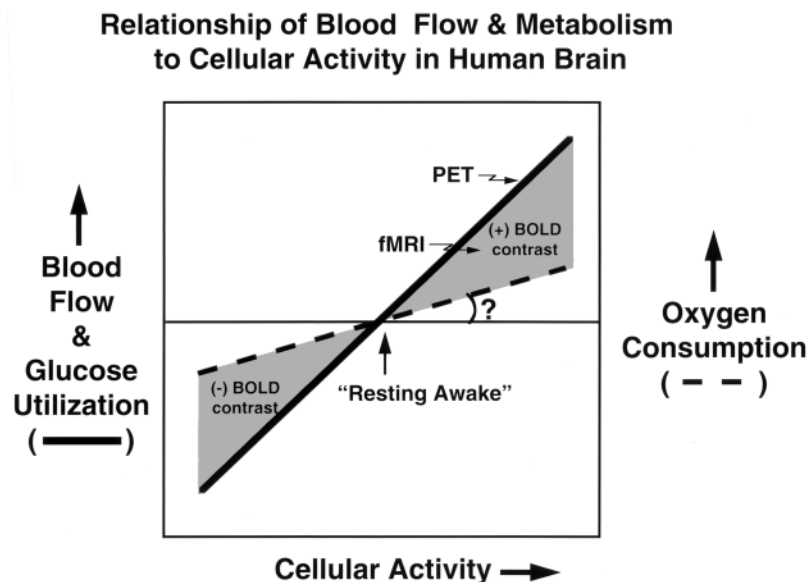 Relationship of Blood Flow & Metabolism
to Cellular Activity in Human Brain
PET
(+) BOLD
contrast
fMRI
Blood
Flow
&
Glucose
Utilization
(    )
?
Oxygen
Consumption
( – – )
(-) BOLD
contrast
“Resting Awake”
Cellular Activity